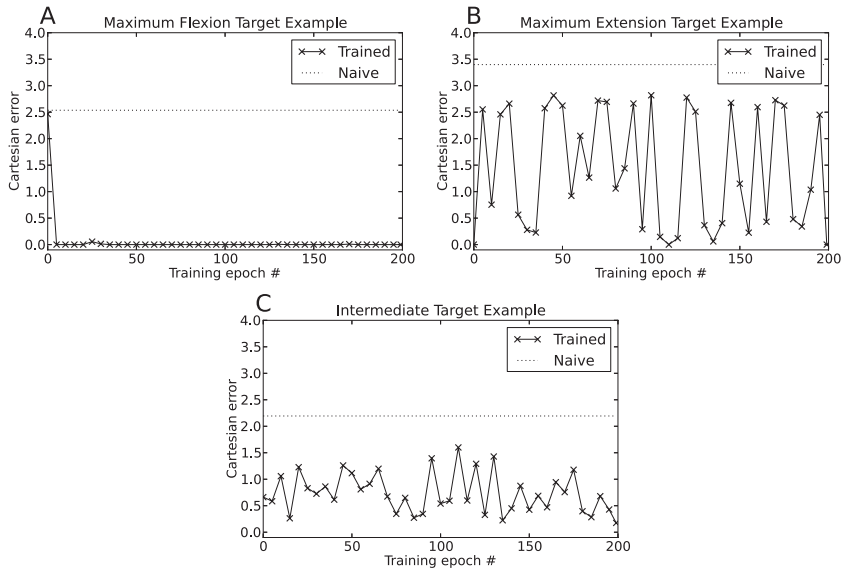 A
Maximum Flexion Target Example
4.0
3.5
3.0
2.5
2.0
1.5
1.0
0.5
0.0
Cartesian error
Trained
Naive
0 50 100 150 200
Training epoch #
B
Maximum Extension Target Example
4.0
3.5
3.0
2.5
2.0
1.5
1.0
0.5
0.0
Cartesian error
Trained
Naive
0 50 100 150 200
Training epoch #
C
Intermediate Target Example
4.0
3.5
3.0
2.5
2.0
1.5
1.0
0.5
0.0
Cartesian error
Trained
Naive
0 50 100 150 200
Training epoch #